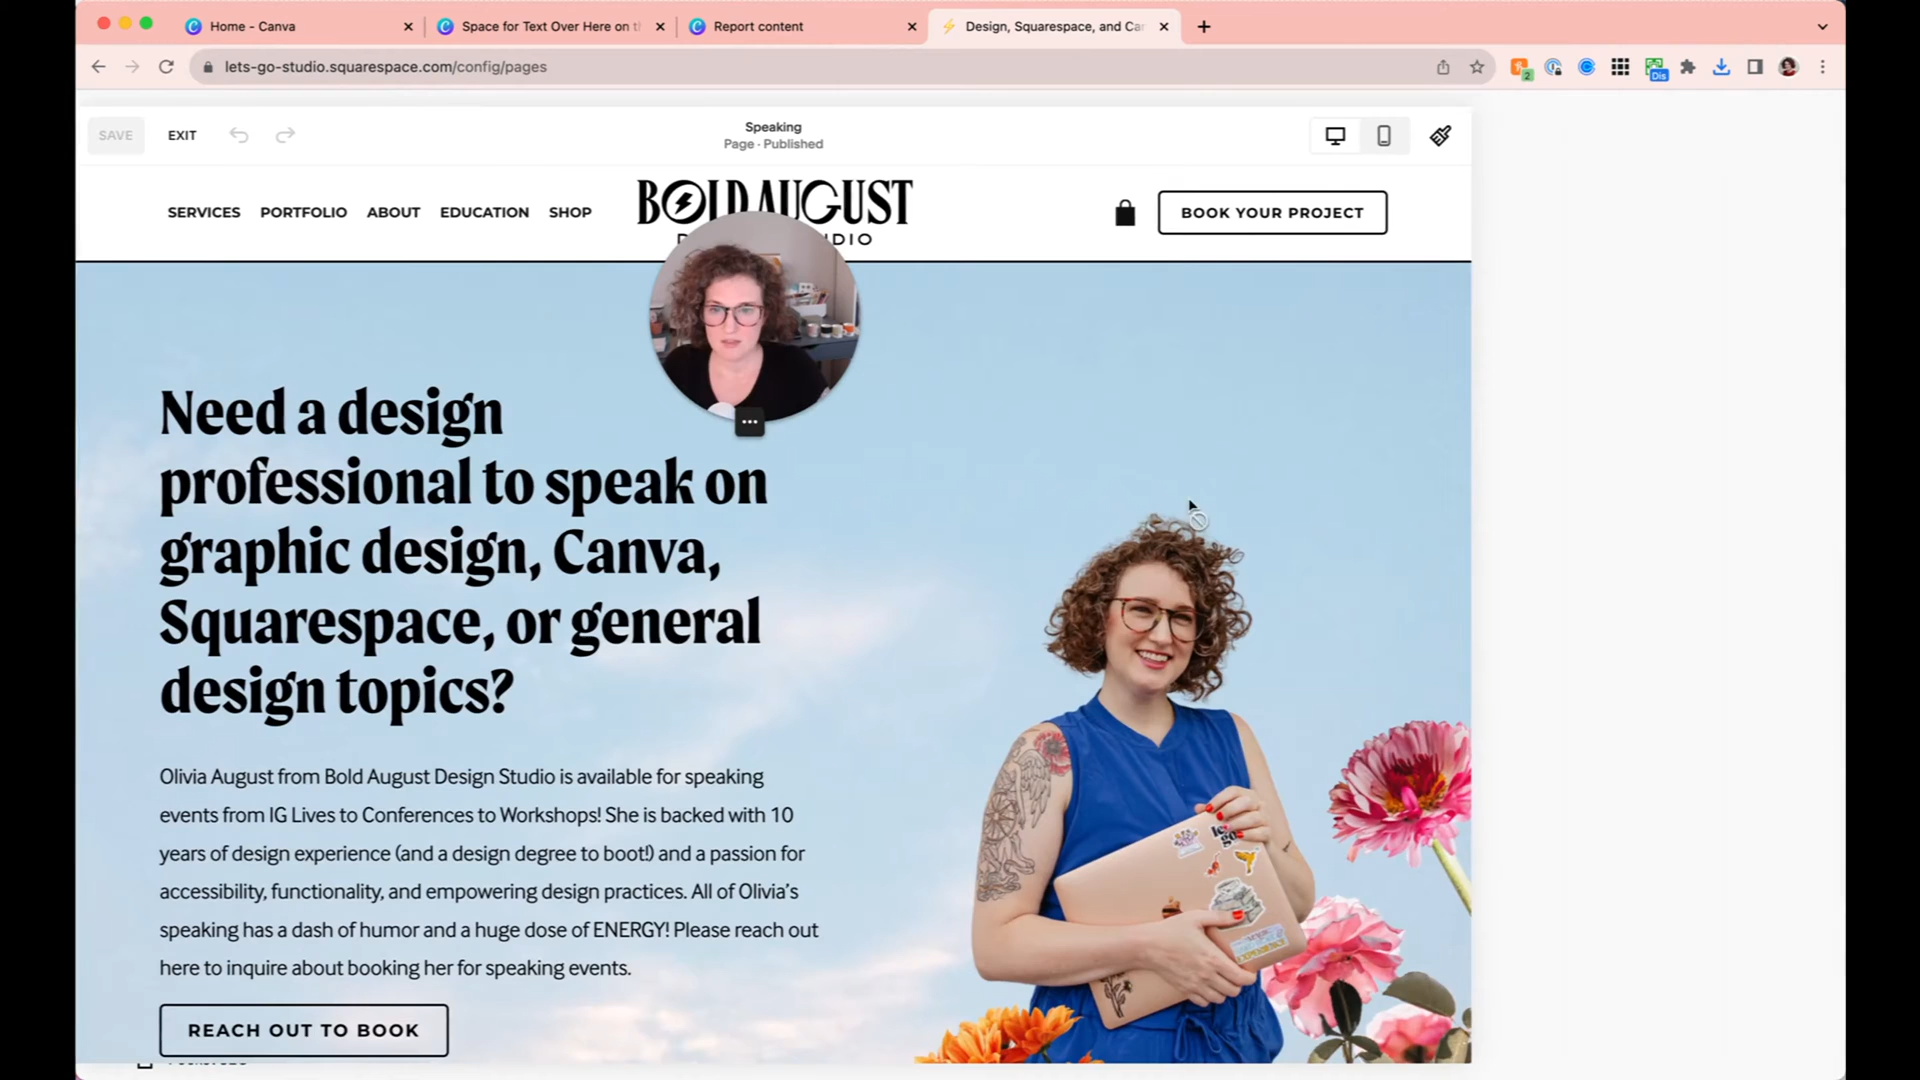 Home - Canva
Space for Text Over Here on t
Report content
Design, Squarespace, and Ca
lets-go-studio.squarespace.com/config/pages
2
Dis
SAVE
EXIT
Speaking
Page · Published
SERVICES
PORTFOLIO
ABOUT
EDUCATION
SHOP
BOLD AUGUST
BOOK YOUR PROJECT
Need a design
professional to speak on
graphic design, Canva,
Squarespace, or general
design topics?
Olivia August from Bold August Design Studio is available for speaking
events from IG Lives to Conferences to Workshops! She is backed with 10
years of design experience (and a design degree to boot!) and a passion for
accessibility, functionality, and empowering design practices. All of Olivia's
speaking has a dash of humor and a huge dose of ENERGY! Please reach out
here to inquire about booking her for speaking events.
REACH OUT TO BOOK